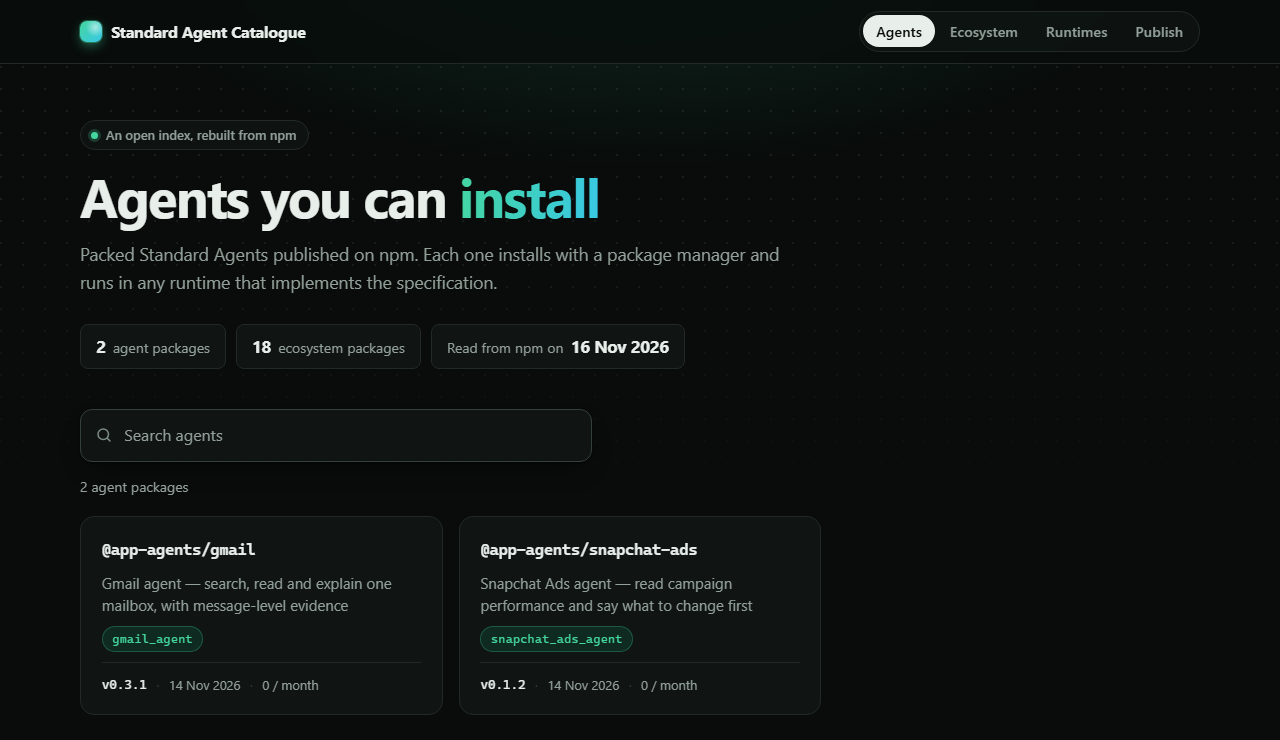 Standard Agent Catalogue
Agents Ecosystem Runtimes Publish
An open index, rebuilt from npm
Agents you can install
Packed Standard Agents published on npm. Each one installs with a package manager and
runs in any runtime that implements the specification.
2 agent packages
18 ecosystem packages
Read from npm on 16 Nov 2026
Search agents
2 agent packages
@app-agents/gmail
Gmail agent — search, read and explain one
mailbox, with message-level evidence
gmail_agent
v0.3.1 · 14 Nov 2026 · 0 / month
@app-agents/snapchat-ads
Snapchat Ads agent — read campaign
performance and say what to change first
snapchat_ads_agent
v0.1.2 · 14 Nov 2026 · 0 / month